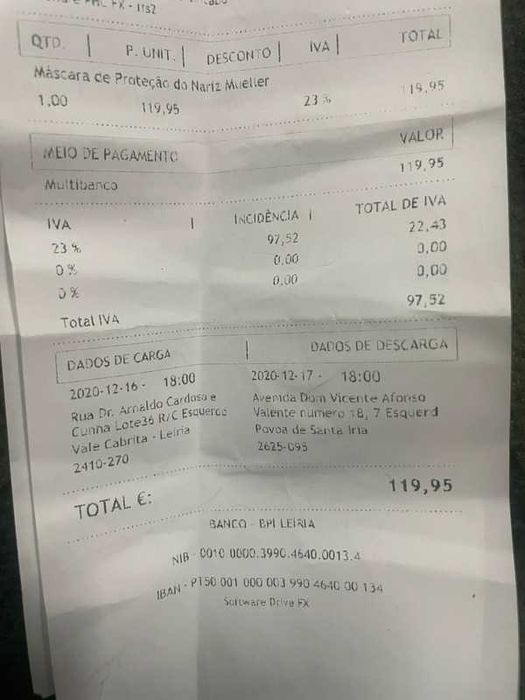 FX - ITs2
QTD. | P. UNIT. | DESCONTO | IVA | TOTAL
Máscara de Proteção do Nariz Mueller
1,00 119,95 23 % 119,95
MEIO DE PAGAMENTO VALOR
Multibanco 119,95
IVA | INCIDÊNCIA | TOTAL DE IVA
23 % 97,52 22,43
0 % 0,00 0,00
0 % 0,00 0,00
Total IVA 97,52
DADOS DE CARGA | DADOS DE DESCARGA
2020-12-16 - 18:00 2020-12-17 - 18:00
Rua Dr. Arnaldo Cardoso e Avenida Dom Vicente Afonso
Cunha Lote36 R/C Esquerdo Valente numero 18, 7 Esquerd
Vale Cabrita - Leiria Povoa de Santa Iria
2410-270 2625-093
TOTAL €: 119,95
BANCO - BPI LEIRIA
NIB - 0010.0000.3990.4640.0013.4
IBAN - PT50 001 000 003 990 4640 00 134
Software Drive FX